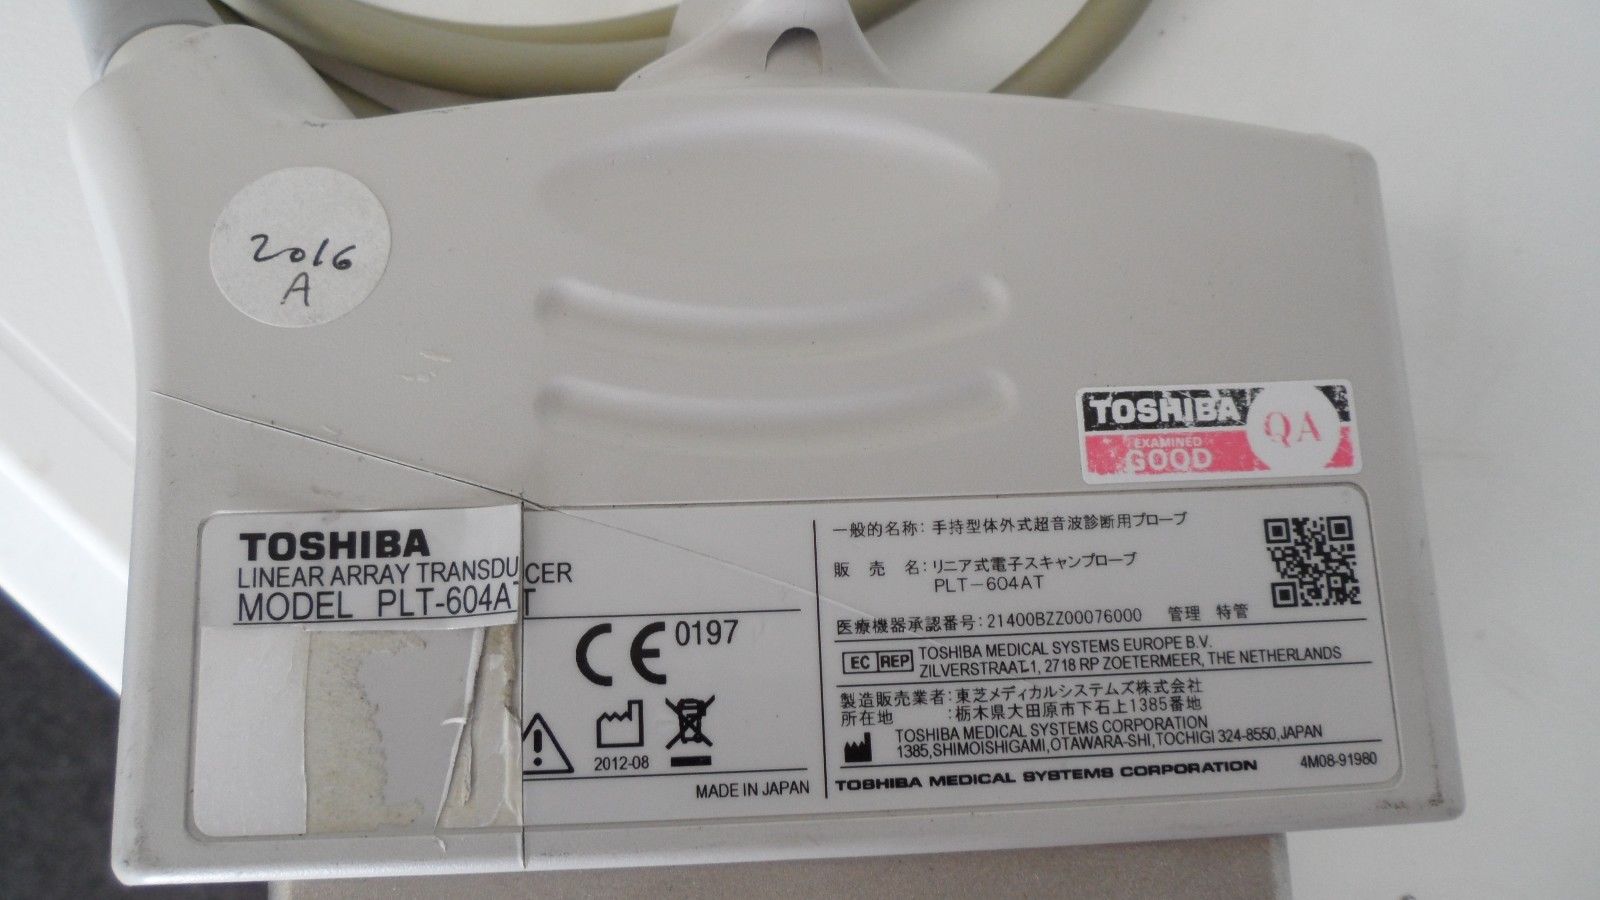 2016
A
TOSHIBA
EXAMINED
GOOD
QA
TOSHIBA
LINEAR ARRAY TRANSDUCER
MODEL PLT-604AT
CE 0197
2012-08
MADE IN JAPAN
一般的名称: 手持型体外式超音波診断用プローブ
販 売 名: リニア式電子スキャンプローブ
PLT-604AT
医療機器承認番号: 21400BZZ00076000 管理 特管
EC REP TOSHIBA MEDICAL SYSTEMS EUROPE B.V.
ZILVERSTRAAT 1, 2718 RP ZOETERMEER, THE NETHERLANDS
製造販売業者: 東芝メディカルシステムズ株式会社
所在地 : 栃木県大田原市下石上1385番地
TOSHIBA MEDICAL SYSTEMS CORPORATION
1385, SHIMOISHIGAMI, OTAWARA-SHI, TOCHIGI 324-8550, JAPAN
TOSHIBA MEDICAL SYSTEMS CORPORATION 4M08-91980